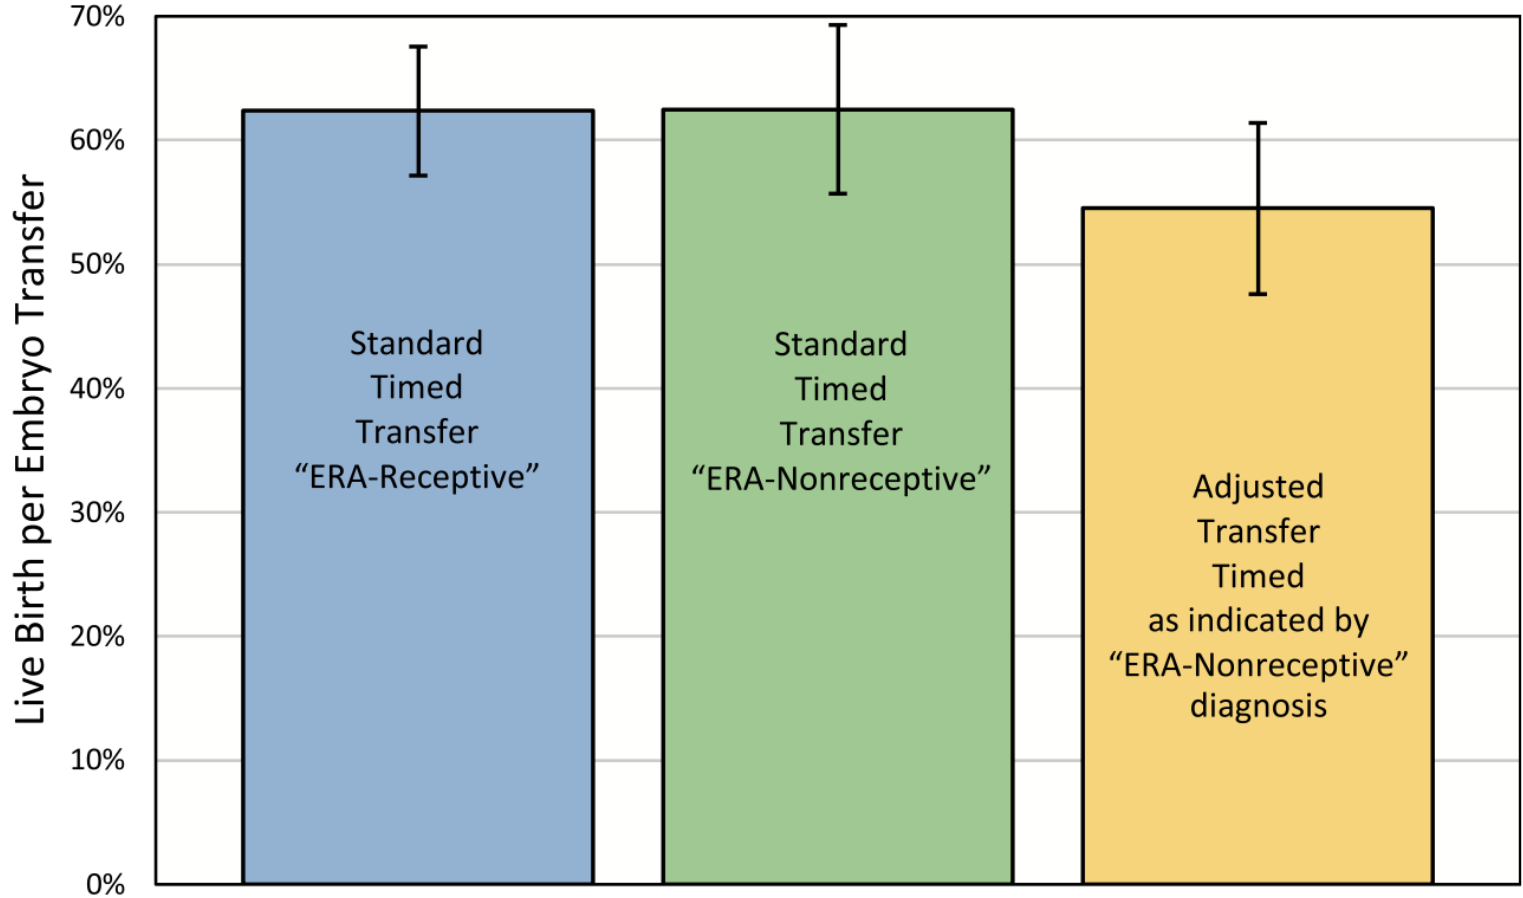 Live Birth per Embryo Transfer
70%
60%
50%
40%
30%
20%
10%
0%
Standard
Timed
Transfer
“ERA-Receptive”
Standard
Timed
Transfer
“ERA-Nonreceptive”
Adjusted
Transfer
Timed
as indicated by
“ERA-Nonreceptive”
diagnosis